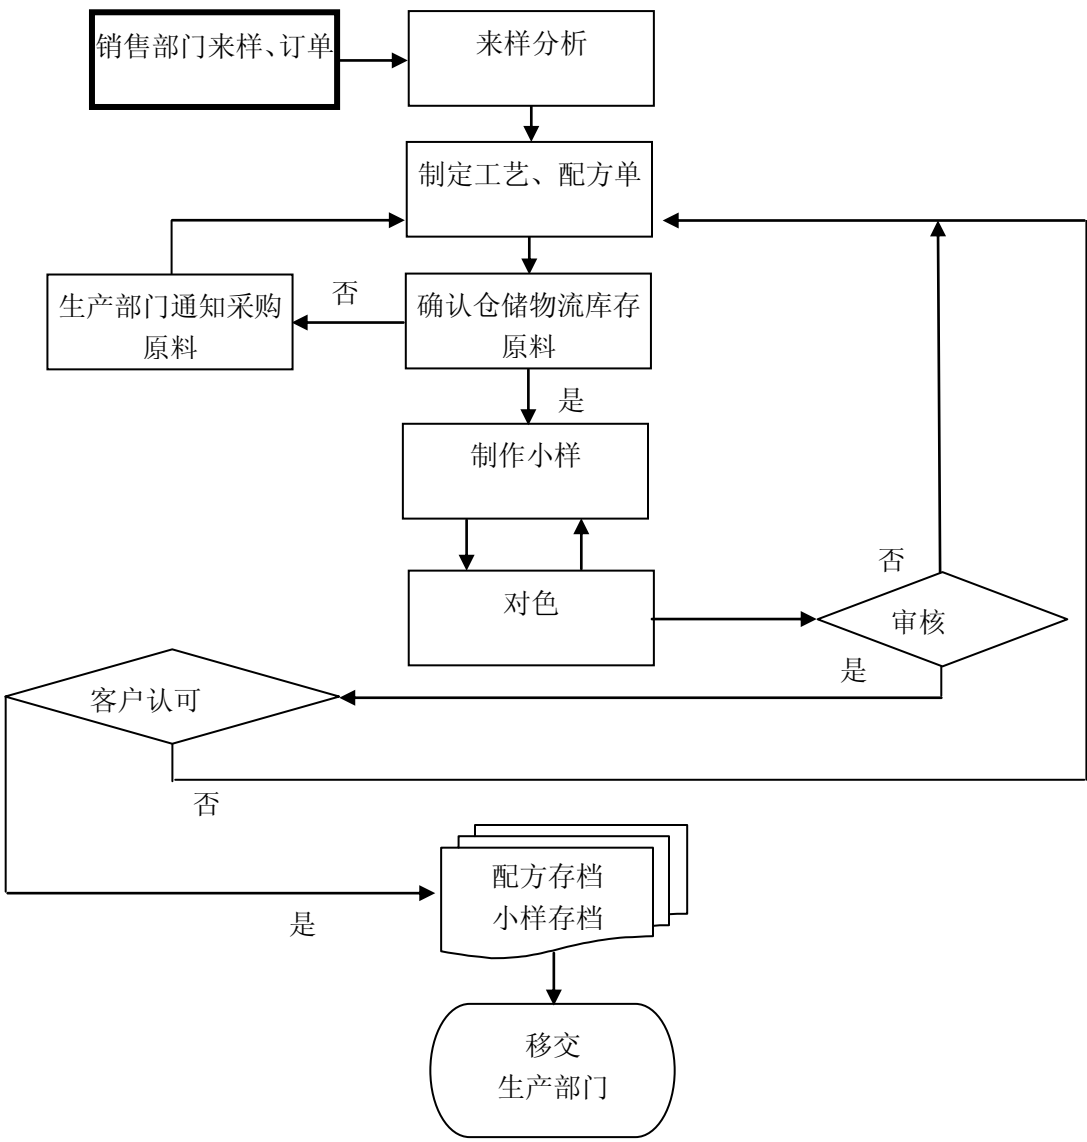 销售部门来样、订单
来样分析
制定工艺、配方单
生产部门通知采购
原料
否
确认仓储物流库存
原料
是
制作小样
对色
否
审核
是
客户认可
否
是
配方存档
小样存档
移交
生产部门